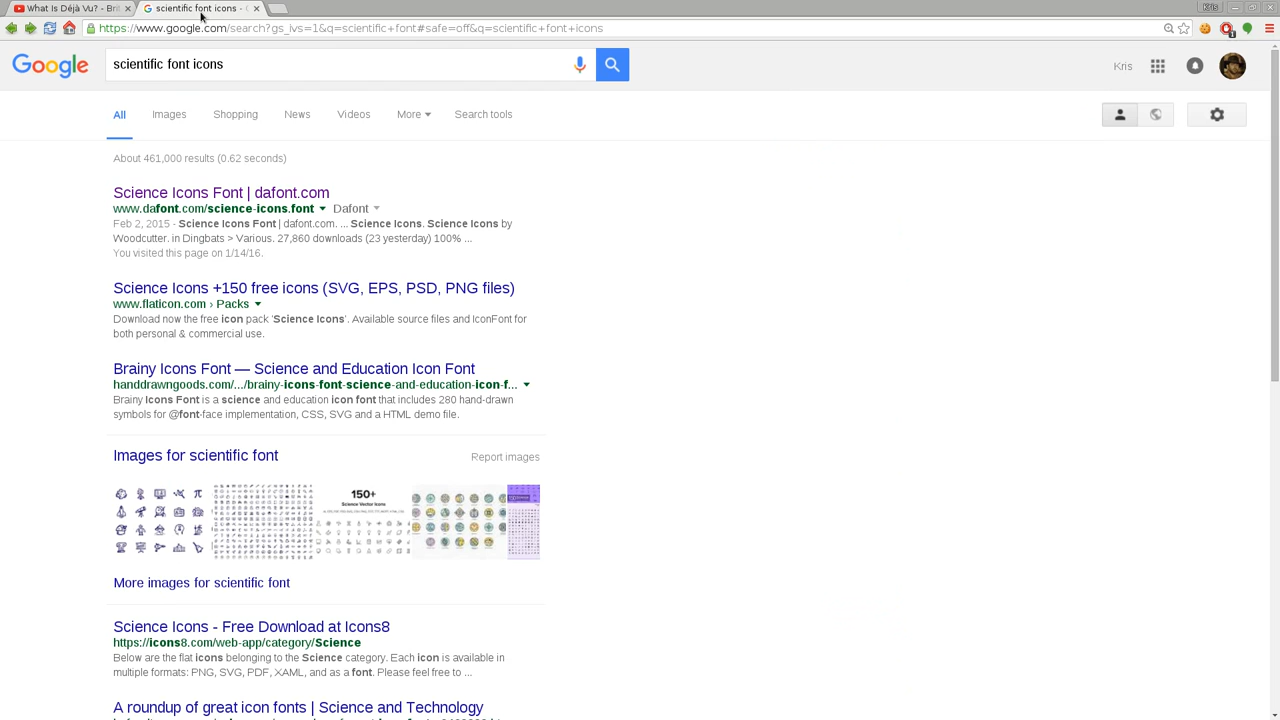 What Is Déjà Vu? - Brit
scientific font icons - G
Kris
https://www.google.com/search?gs_ivs=1&q=scientific+font#safe=off&q=scientific+font+icons
Google
scientific font icons
Kris
All
Images
Shopping
News
Videos
More
Search tools
About 461,000 results (0.62 seconds)
Science Icons Font | dafont.com
www.dafont.com/science-icons.font
Dafont
Feb 2, 2015 - Science Icons Font | dafont.com. ... Science Icons. Science Icons by
Woodcutter. in Dingbats > Various. 27,860 downloads (23 yesterday) 100% ...
You visited this page on 1/14/16.
Science Icons +150 free icons (SVG, EPS, PSD, PNG files)
www.flaticon.com › Packs
Download now the free icon pack 'Science Icons'. Available source files and IconFont for
both personal & commercial use.
Brainy Icons Font — Science and Education Icon Font
handdrawngoods.com/.../brainy-icons-font-science-and-education-icon-f...
Brainy Icons Font is a science and education icon font that includes 280 hand-drawn
symbols for @font-face implementation, CSS, SVG and a HTML demo file.
Images for scientific font
Report images
150+
Science Vector Icons
More images for scientific font
Science Icons - Free Download at Icons8
https://icons8.com/web-app/category/Science
Below are the flat icons belonging to the Science category. Each icon is available in
multiple formats: PNG, SVG, PDF, XAML, and as a font. Please feel free to ...
A roundup of great icon fonts | Science and Technology